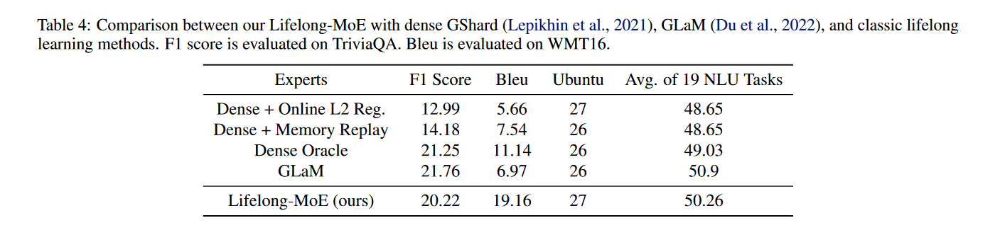 Table 4: Comparison between our Lifelong-MoE with dense GShard (Lepikhin et al., 2021), GLaM (Du et al., 2022), and classic lifelong
learning methods. F1 score is evaluated on TriviaQA. Bleu is evaluated on WMT16.
Experts F1 Score Bleu Ubuntu Avg. of 19 NLU Tasks
Dense + Online L2 Reg. 12.99 5.66 27 48.65
Dense + Memory Replay 14.18 7.54 26 48.65
Dense Oracle 21.25 11.14 26 49.03
GLaM 21.76 6.97 26 50.9
Lifelong-MoE (ours) 20.22 19.16 27 50.26